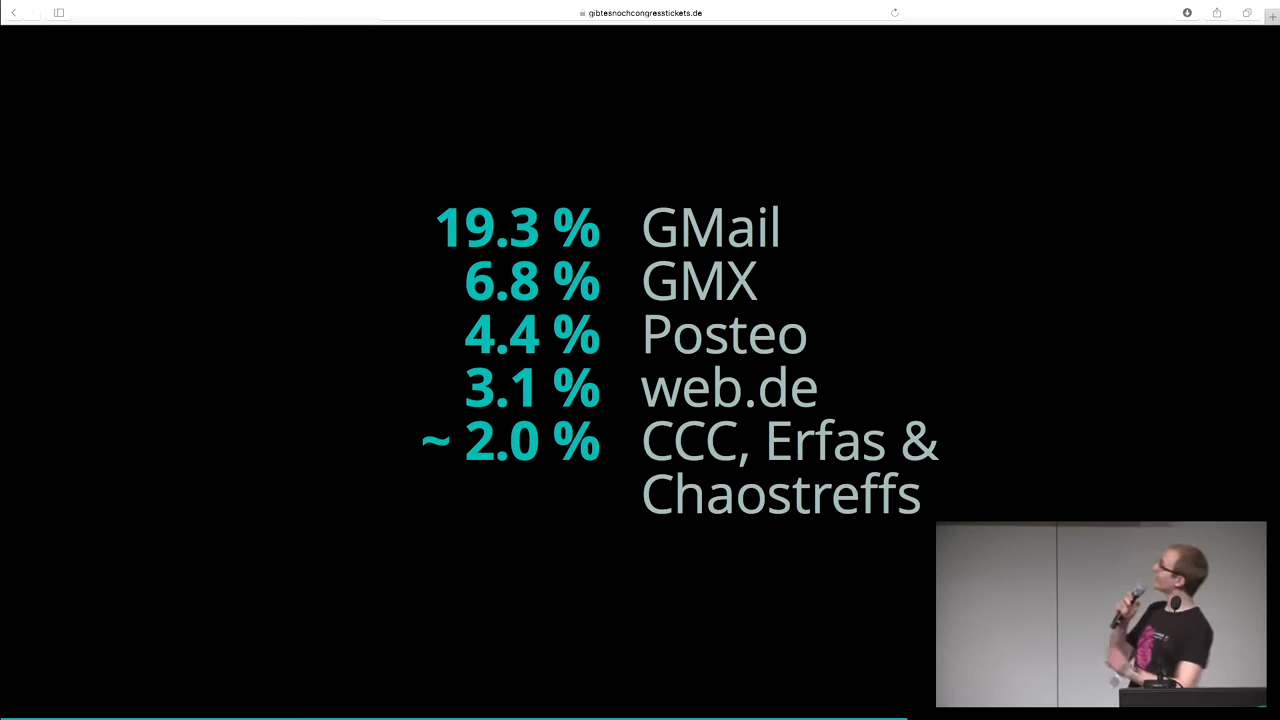 gibtesnochcongresstickets.de
19.3 % GMail
6.8 % GMX
4.4 % Posteo
3.1 % web.de
~ 2.0 % CCC, Erfas &
Chaostreffs